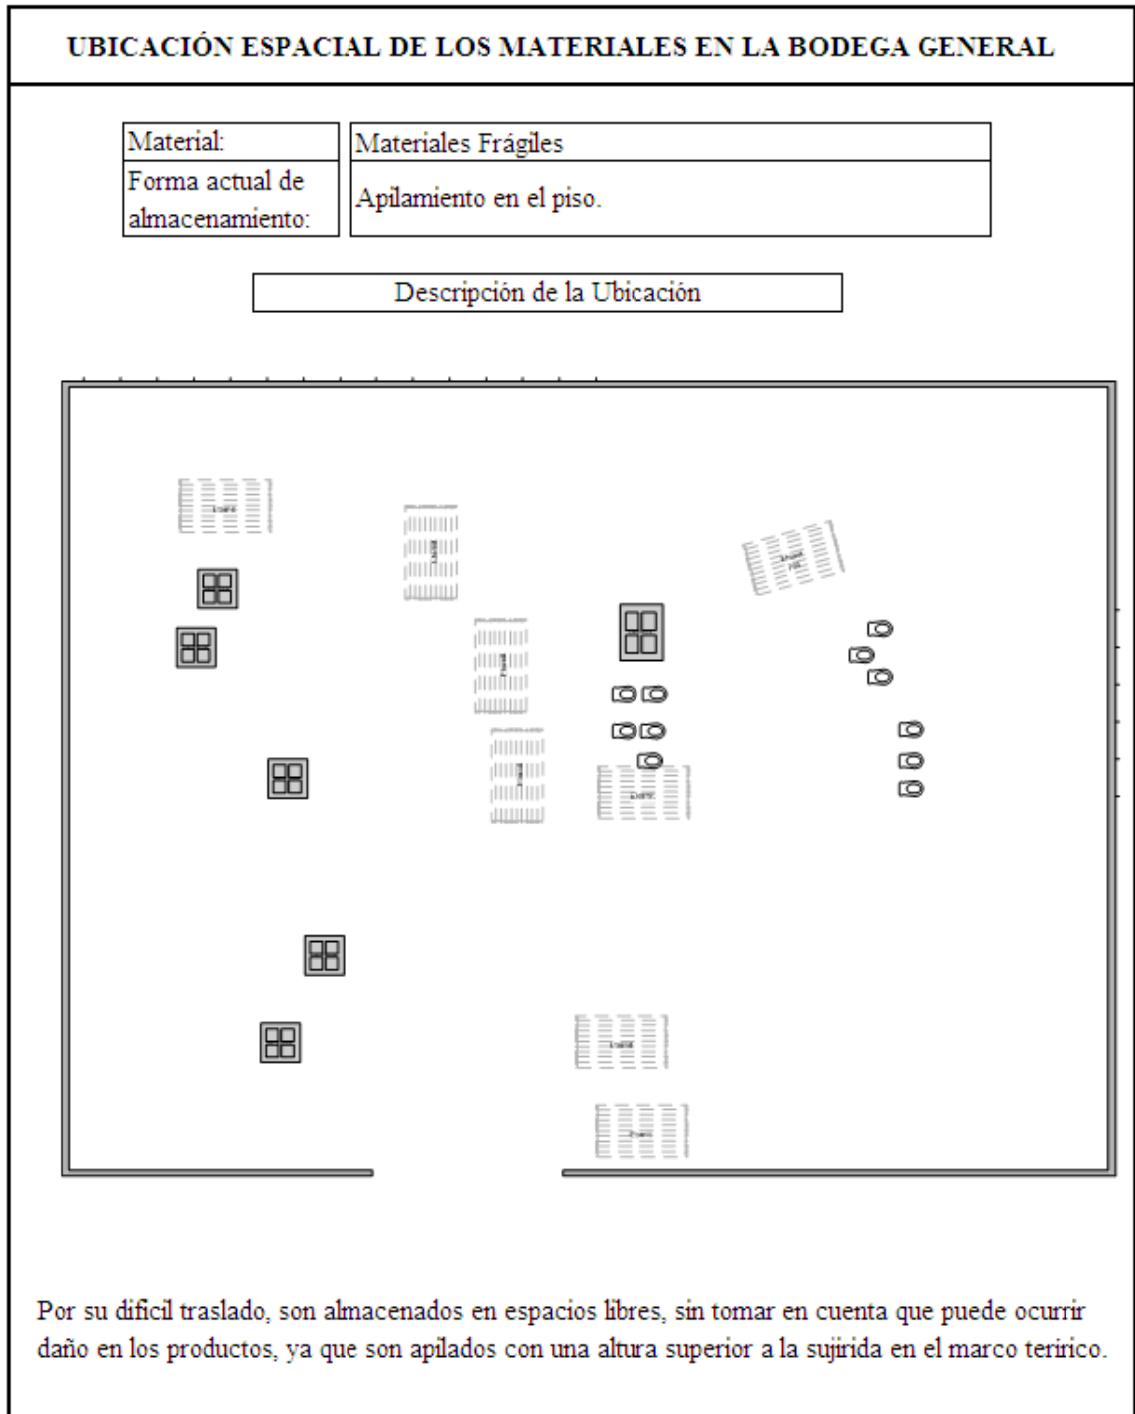 UBICACIÓN ESPACIAL DE LOS MATERIALES EN LA BODEGA GENERAL
Material:
Materiales Frágiles
Forma actual de
almacenamiento:
Apilamiento en el piso.
Descripción de la Ubicación
Por su dificil traslado, son almacenados en espacios libres, sin tomar en cuenta que puede ocurrir
daño en los productos, ya que son apilados con una altura superior a la sujirida en el marco teririco.